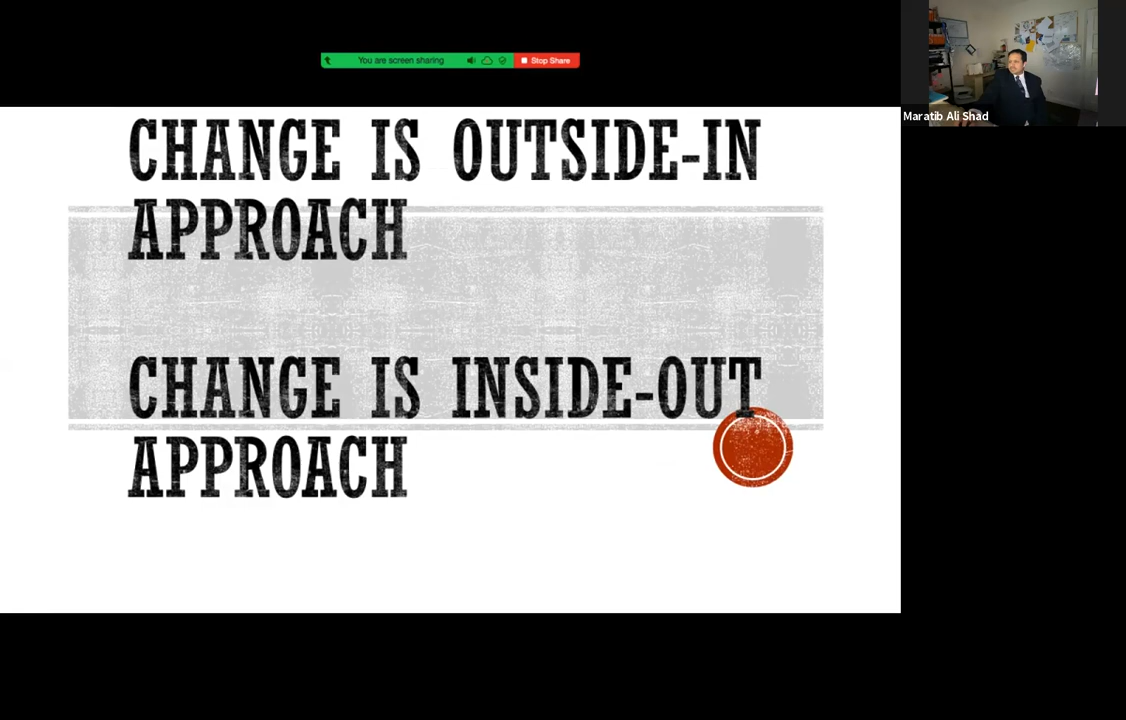 You are screen sharing
Stop Share
Maratib Ali Shad
CHANGE IS OUTSIDE-IN
APPROACH
CHANGE IS INSIDE-OUT
APPROACH